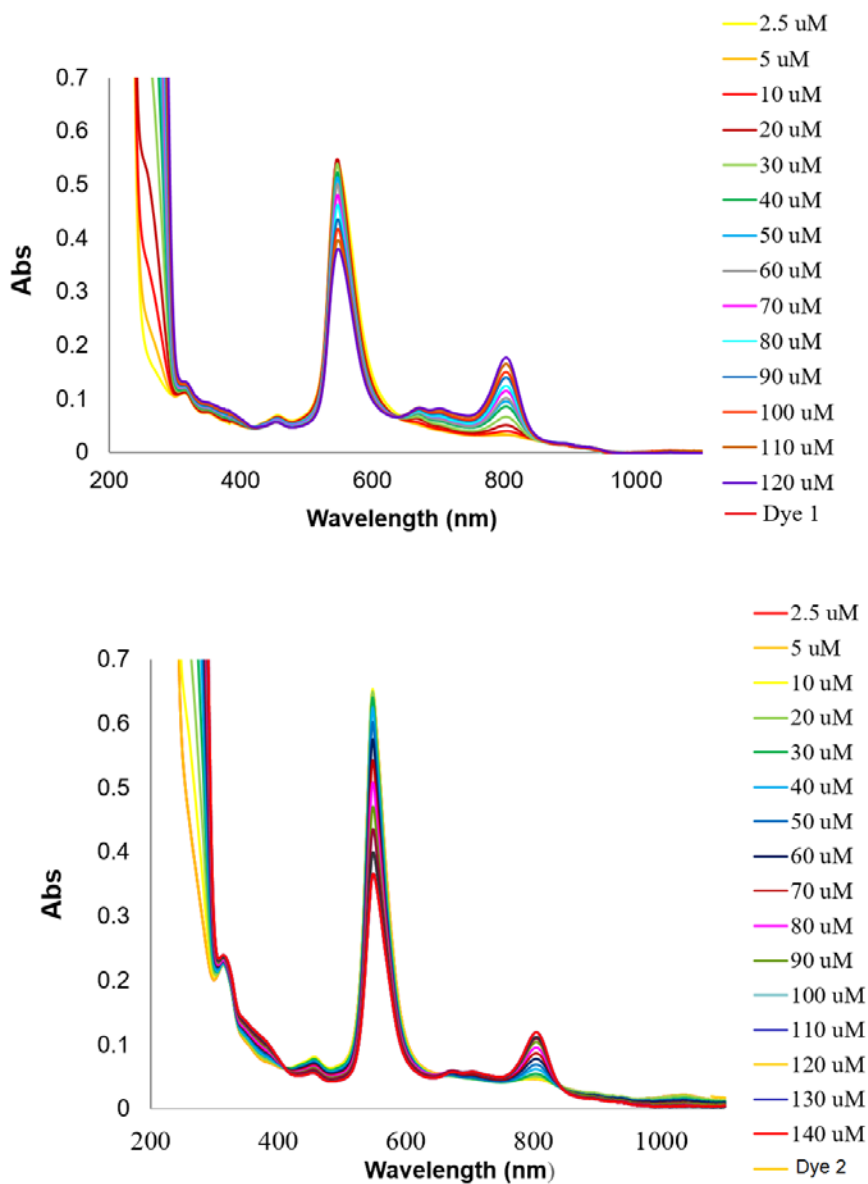 2.5 uM
5 uM
10 uM
20 uM
30 uM
40 uM
50 uM
60 uM
70 uM
80 uM
90 uM
100 uM
110 uM
120 uM
Dye 1
0.7
0.6
0.5
0.4
0.3
0.2
0.1
0
Abs
200 400 600 800 1000
Wavelength (nm)
2.5 uM
5 uM
10 uM
20 uM
30 uM
40 uM
50 uM
60 uM
70 uM
80 uM
90 uM
100 uM
110 uM
120 uM
130 uM
140 uM
Dye 2
0.7
0.6
0.5
0.4
0.3
0.2
0.1
0
Abs
200 400 600 800 1000
Wavelength (nm)